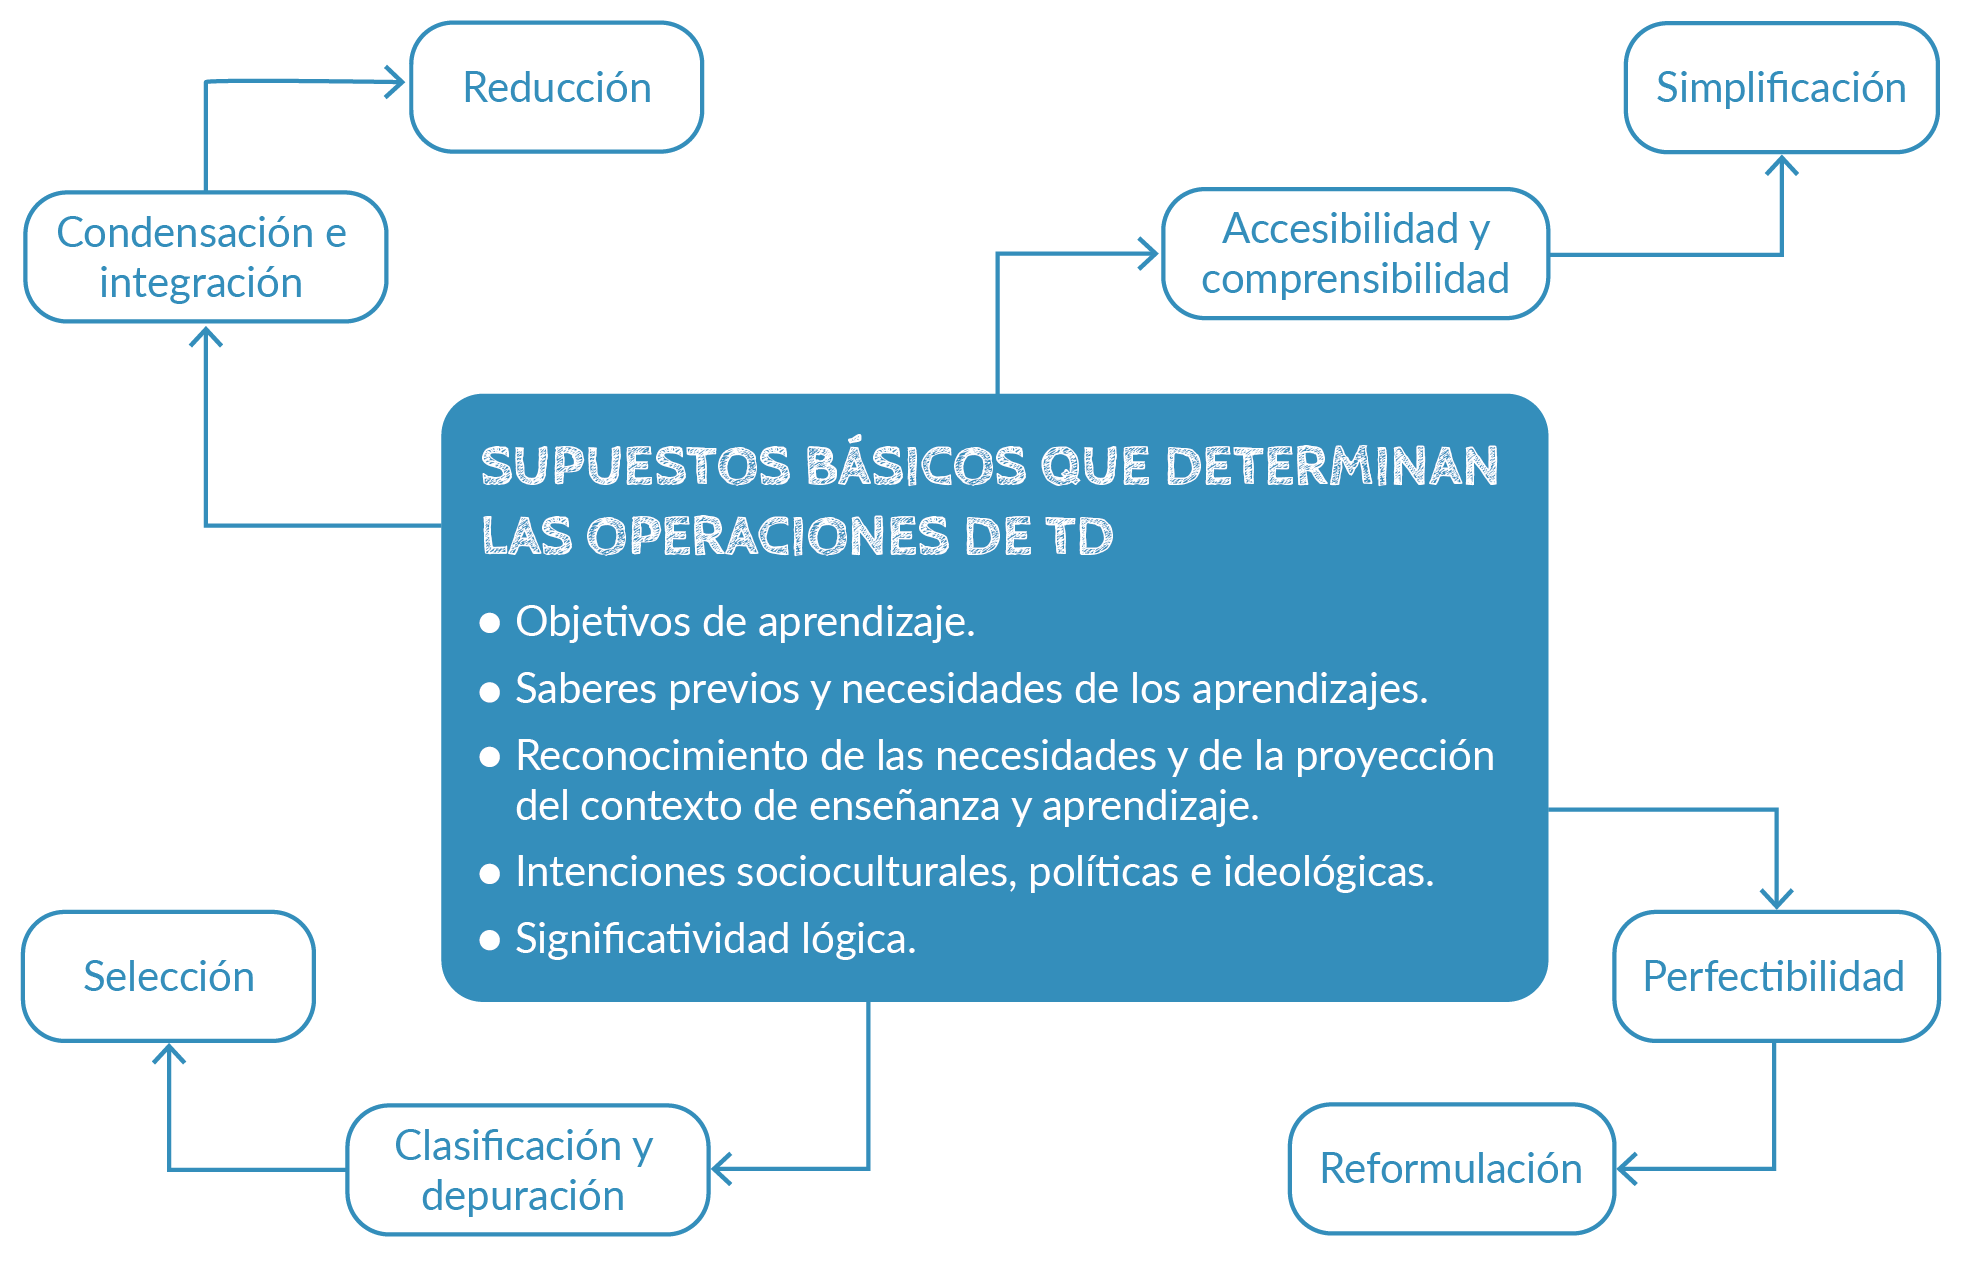 Reducción
Simplificación
Condensación e
integración
Accesibilidad y
comprensibilidad
SUPUESTOS BÁSICOS QUE DETERMINAN
LAS OPERACIONES DE TD
● Objetivos de aprendizaje.
● Saberes previos y necesidades de los aprendizajes.
● Reconocimiento de las necesidades y de la proyección
del contexto de enseñanza y aprendizaje.
● Intenciones socioculturales, políticas e ideológicas.
● Significatividad lógica.
Selección
Perfectibilidad
Clasificación y
depuración
Reformulación